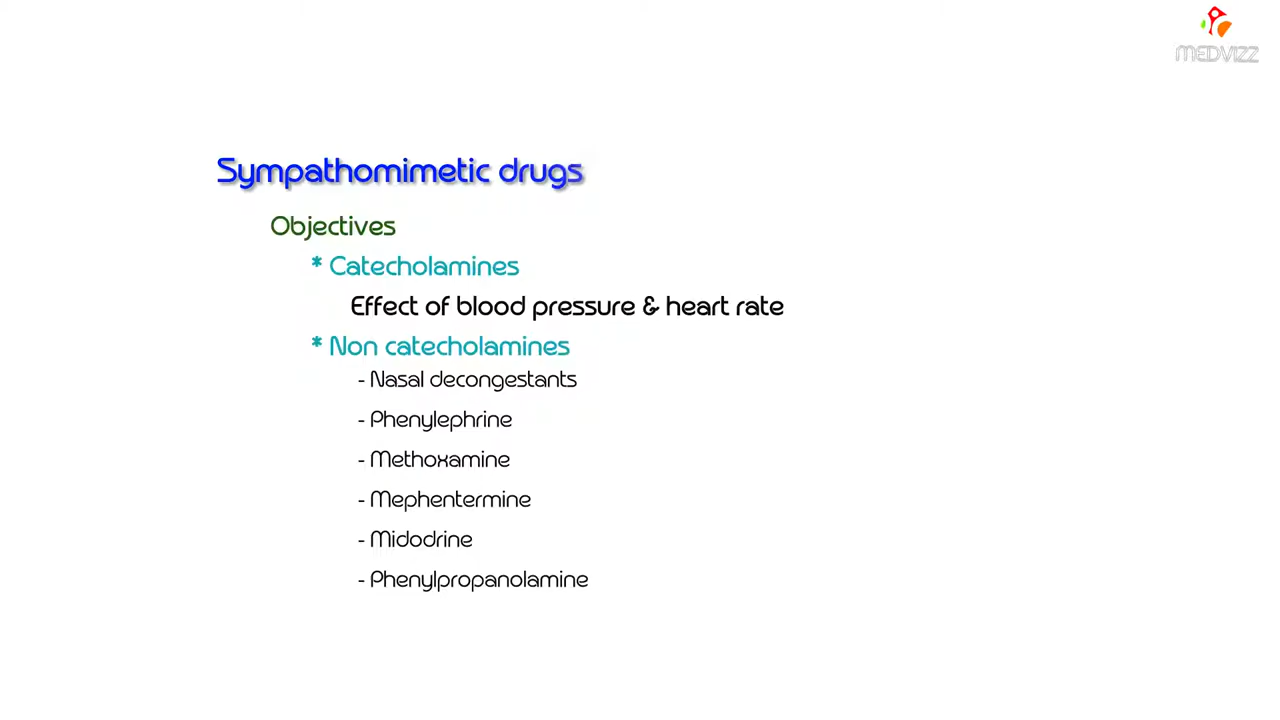 MEDVIZZ
Sympathomimetic drugs
Objectives
* Catecholamines
Effect of blood pressure & heart rate
* Non catecholamines
- Nasal decongestants
- Phenylephrine
- Methoxamine
- Mephentermine
- Midodrine
- Phenylpropanolamine